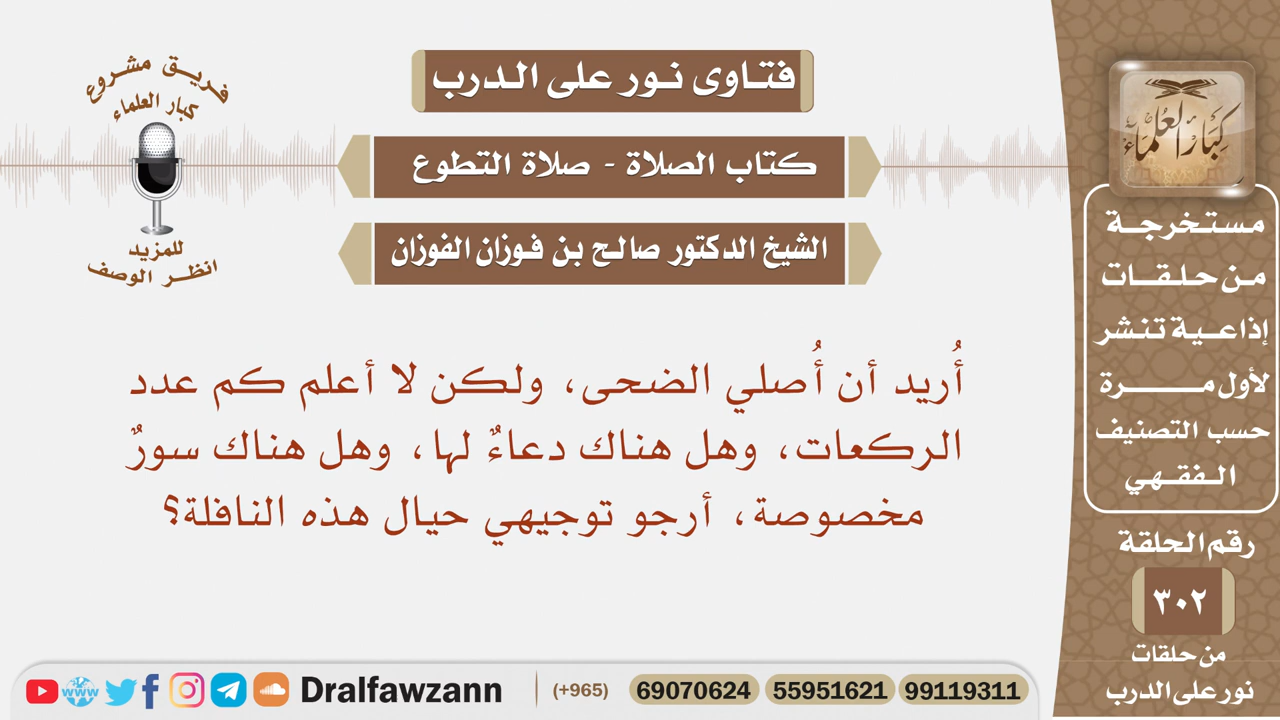 فتاوى نور على الدرب
كتاب الصلاة - صلاة التطوع
الشيخ الدكتور صالح بن فوزان الفوزان
فريق مشروع
كبار العلماء
للمزيد
انظر الوصف
أُريد أن أُصلي الضحى، ولكن لا أعلم كم عدد
الركعات، وهل هناك دعاءٌ لها، وهل هناك سورٌ
مخصوصة، أرجو توجيهي حيال هذه النافلة؟
كبار العلماء
مستخرجة
من حلقات
إذاعية تنشر
لأول مرة
حسب التصنيف
الفقهي
رقم الحلقة
٣٠٢
من حلقات
نور على الدرب
www Dralfawzann (+965) 69070624 55951621 99119311